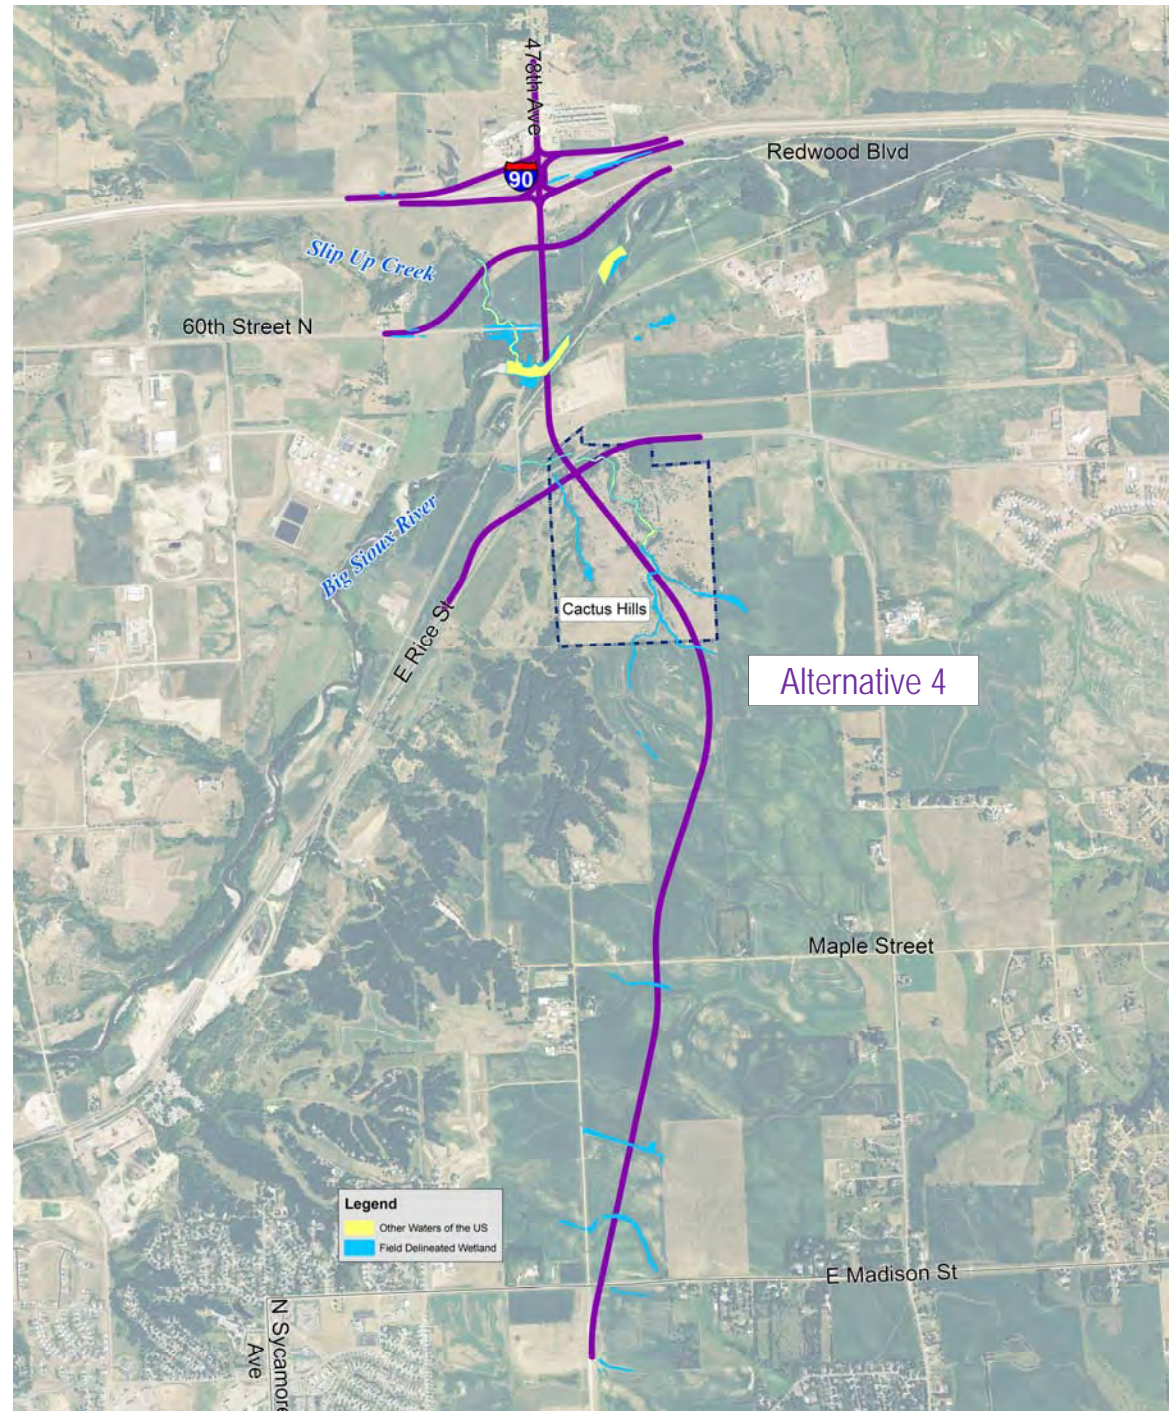 478th Ave
Redwood Blvd
90
Slip Up Creek
60th Street N
Big Sioux River
E Rice St
Cactus Hills
Alternative 4
Maple Street
Legend
Other Waters of the US
Field Delineated Wetland
E Madison St
N Sycamore
Ave